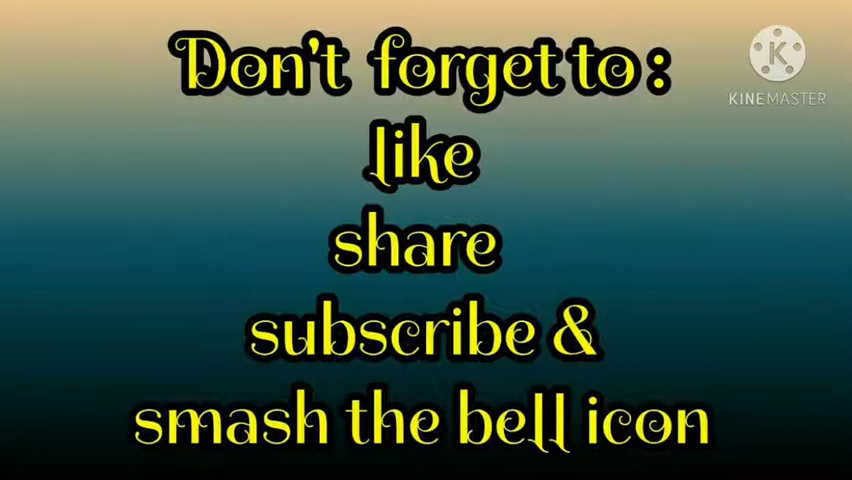 Don't forget to :
like
share
subscribe &
smash the bell icon
K
KINEMASTER